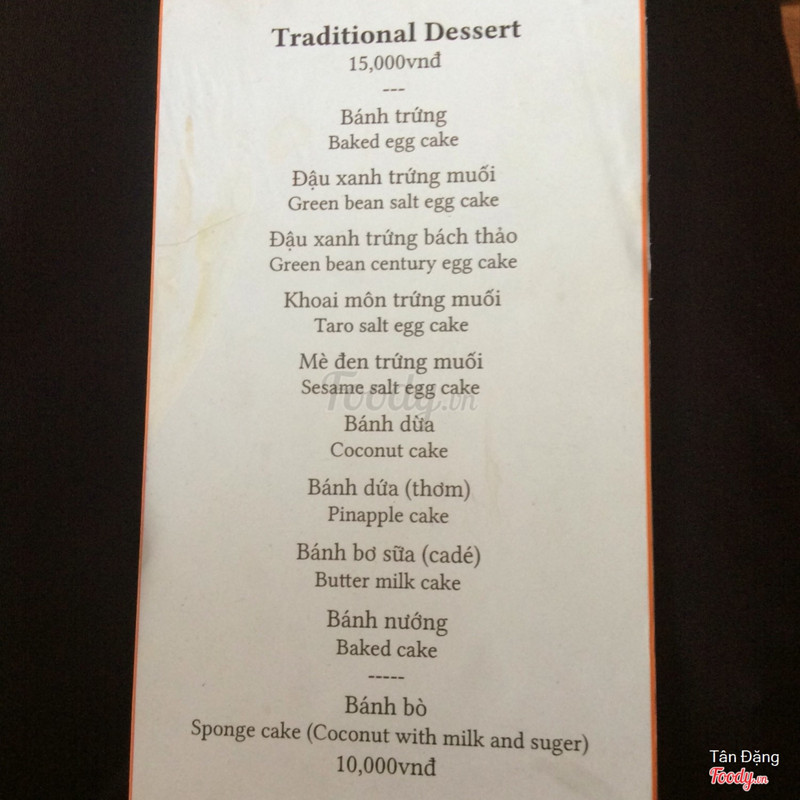 Traditional Dessert
15,000vnđ
---
Bánh trứng
Baked egg cake
Đậu xanh trứng muối
Green bean salt egg cake
Đậu xanh trứng bách thảo
Green bean century egg cake
Khoai môn trứng muối
Taro salt egg cake
Mè đen trứng muối
Sesame salt egg cake
Foody.vn
Bánh dừa
Coconut cake
Bánh dứa (thơm)
Pinapple cake
Bánh bơ sữa (cadé)
Butter milk cake
Bánh nướng
Baked cake
-----
Bánh bò
Sponge cake (Coconut with milk and suger)
10,000vnđ
Tân Đặng
Foody.vn